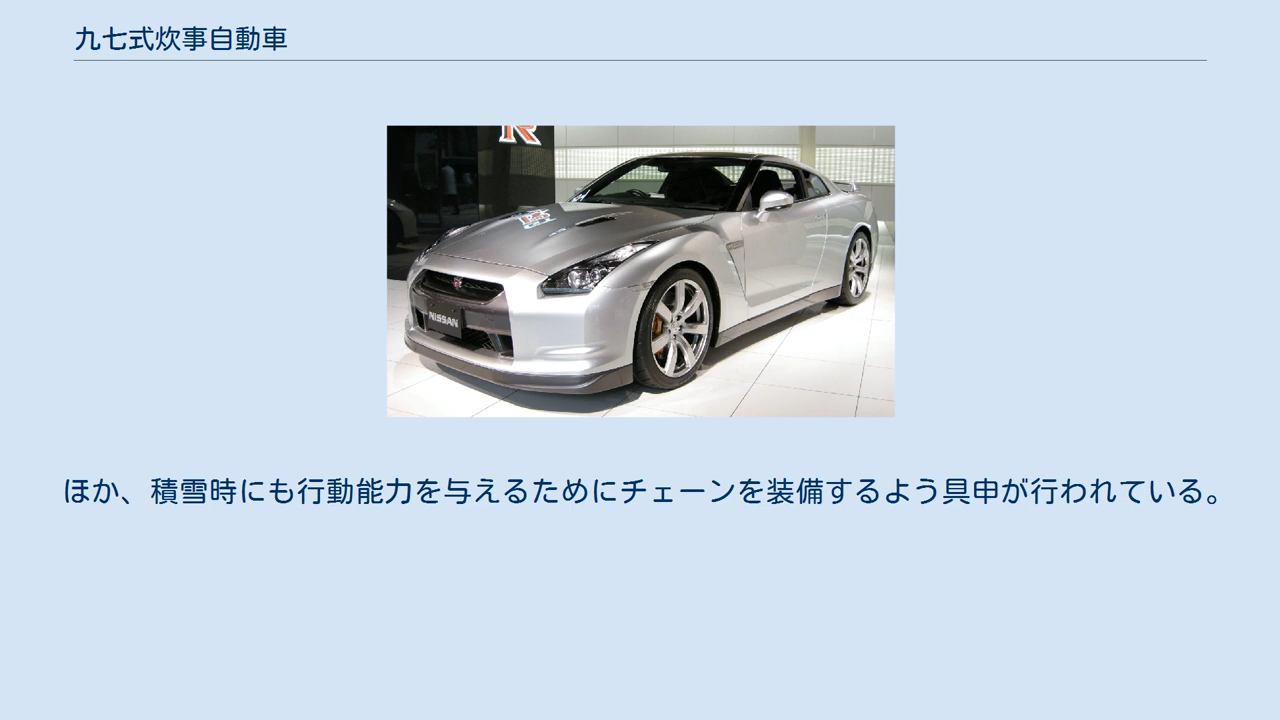 九七式炊事自動車
R
NISSAN
ほか、積雪時にも行動能力を与えるためにチェーンを装備するよう具申が行われている。